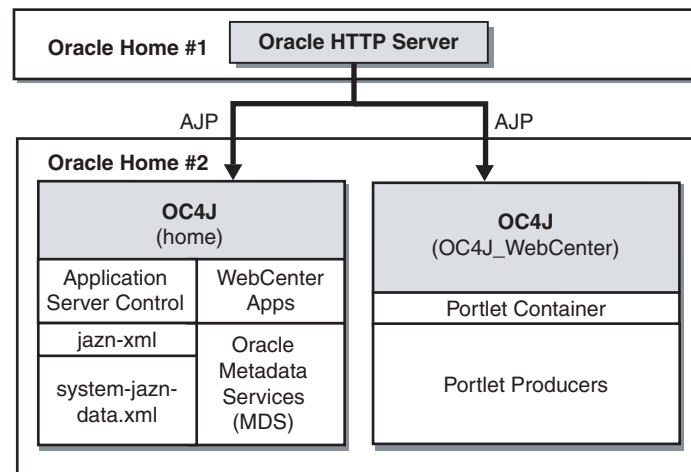 Oracle Home #1
Oracle HTTP Server
AJP
AJP
Oracle Home #2
OC4J
(home)
Application
Server Control
WebCenter
Apps
jazn-xml
system-jazn-
data.xml
Oracle
Metadata
Services
(MDS)
OC4J
(OC4J_WebCenter)
Portlet Container
Portlet Producers